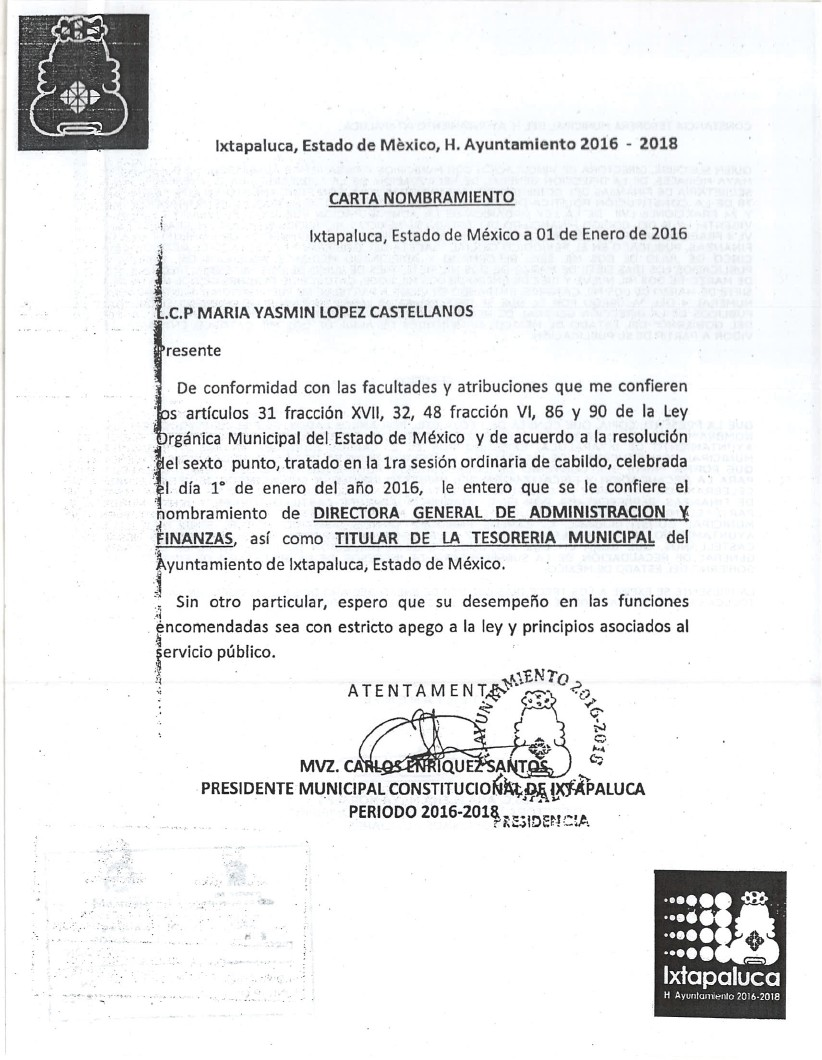 Ixtapaluca, Estado de Mèxico, H. Ayuntamiento 2016 - 2018
CARTA NOMBRAMIENTO
Ixtapaluca, Estado de México a 01 de Enero de 2016
L.C.P MARIA YASMIN LOPEZ CASTELLANOS
Presente
De conformidad con las facultades y atribuciones que me confieren
los artículos 31 fracción XVII, 32, 48 fracción VI, 86 y 90 de la Ley
Orgánica Municipal del Estado de México y de acuerdo a la resolución
del sexto punto, tratado en la 1ra sesión ordinaria de cabildo, celebrada
el día 1° de enero del año 2016, le entero que se le confiere el
nombramiento de DIRECTORA GENERAL DE ADMINISTRACION Y
FINANZAS, así como TITULAR DE LA TESORERIA MUNICIPAL del
Ayuntamiento de Ixtapaluca, Estado de México.
Sin otro particular, espero que su desempeño en las funciones
encomendadas sea con estricto apego a la ley y principios asociados al
servicio público.
ATENTAMENTE
H. AYUNTAMIENTO 2016-2018
MVZ. CARLOS ENRIQUEZ SANTOS
PRESIDENTE MUNICIPAL CONSTITUCIONAL DE IXTAPALUCA
IXTAPALUCA
PERIODO 2016-2018
PRESIDENCIA
Ixtapaluca
H Ayuntamiento 2016-2018